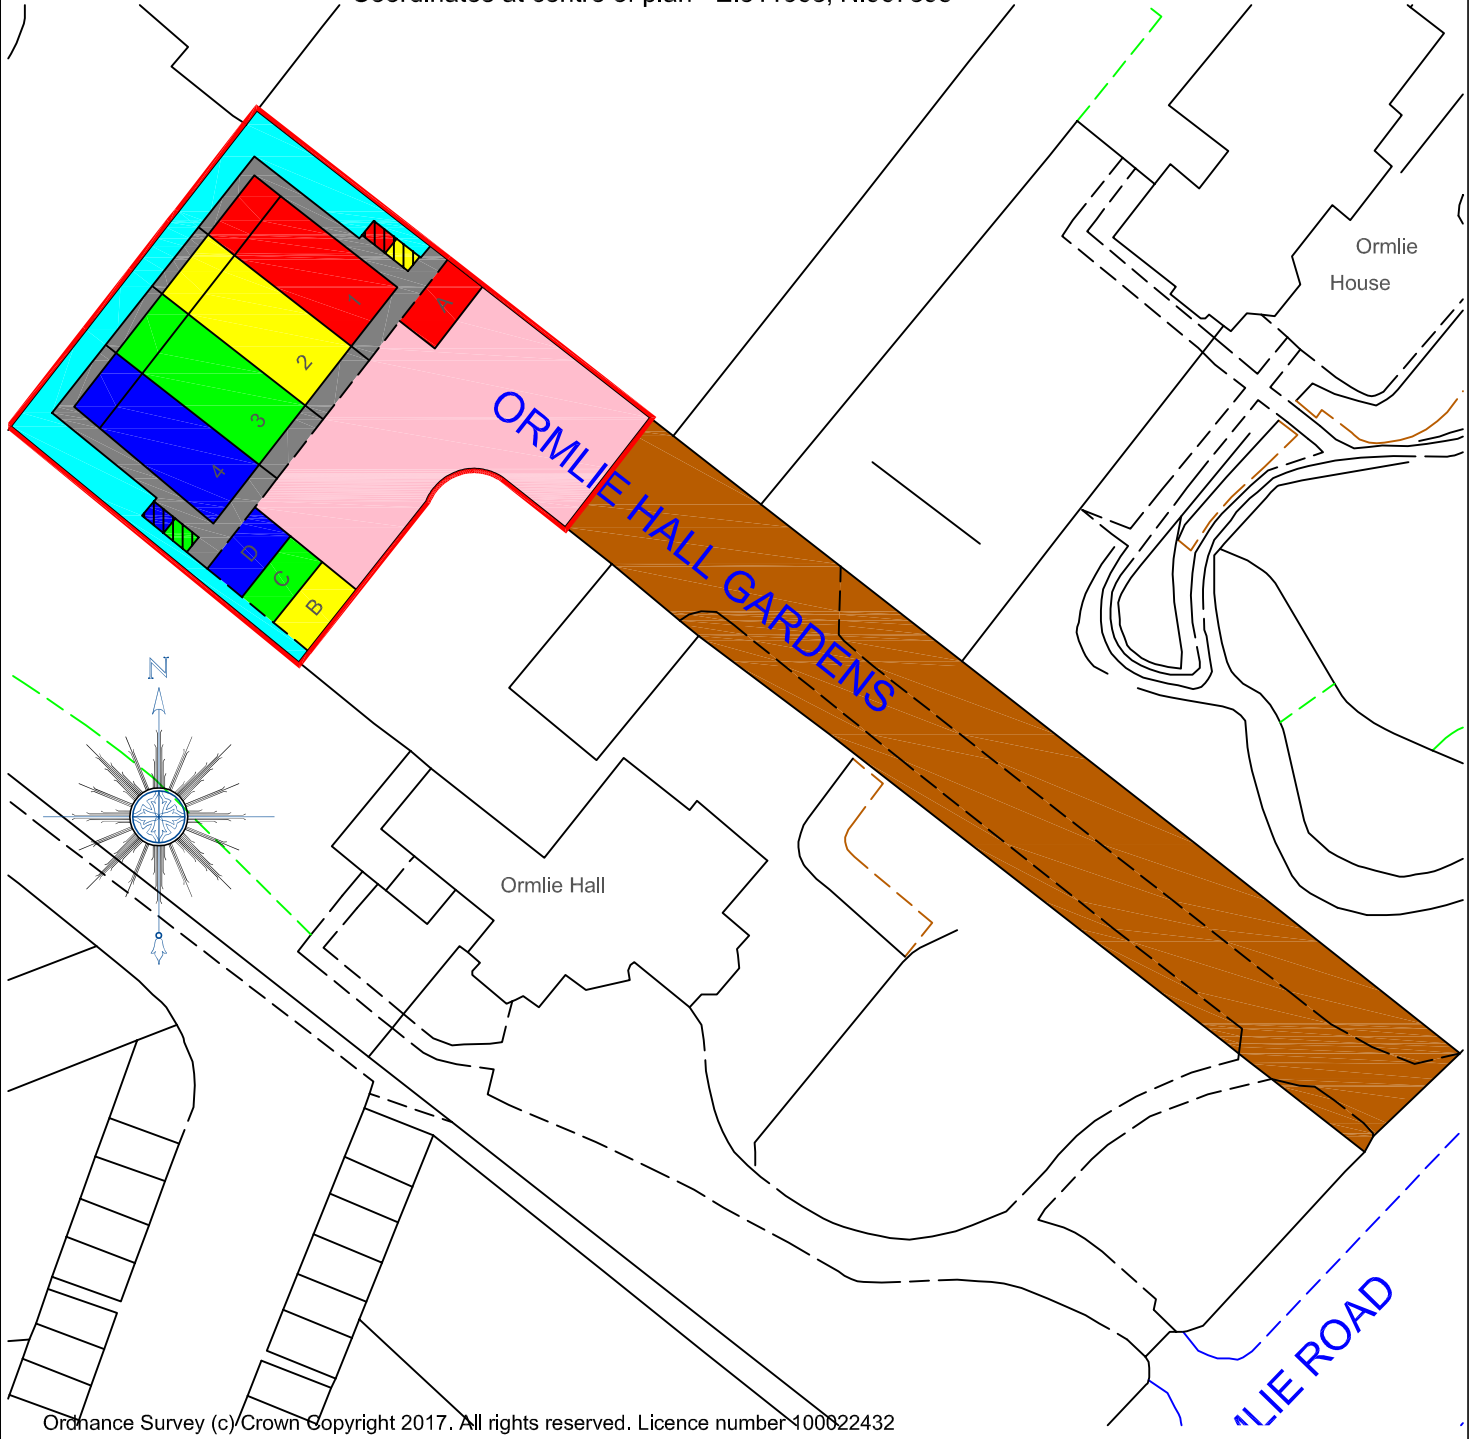 Ormlie
House
1
A
2
3
4
ORMLIE HALL GARDENS
D
C
B
N
Ormlie Hall
ROAD
Ordnance Survey (c) Crown Copyright 2017. All rights reserved. Licence number 100022432